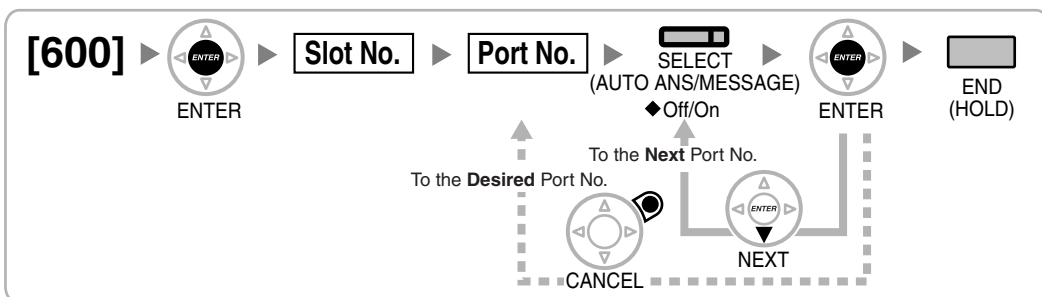 [600] ENTER Slot No. Port No. SELECT ENTER END
ENTER (AUTO ANS/MESSAGE) ENTER (HOLD)
◆Off/On
To the Next Port No.
To the Desired Port No.
ENTER
NEXT
CANCEL